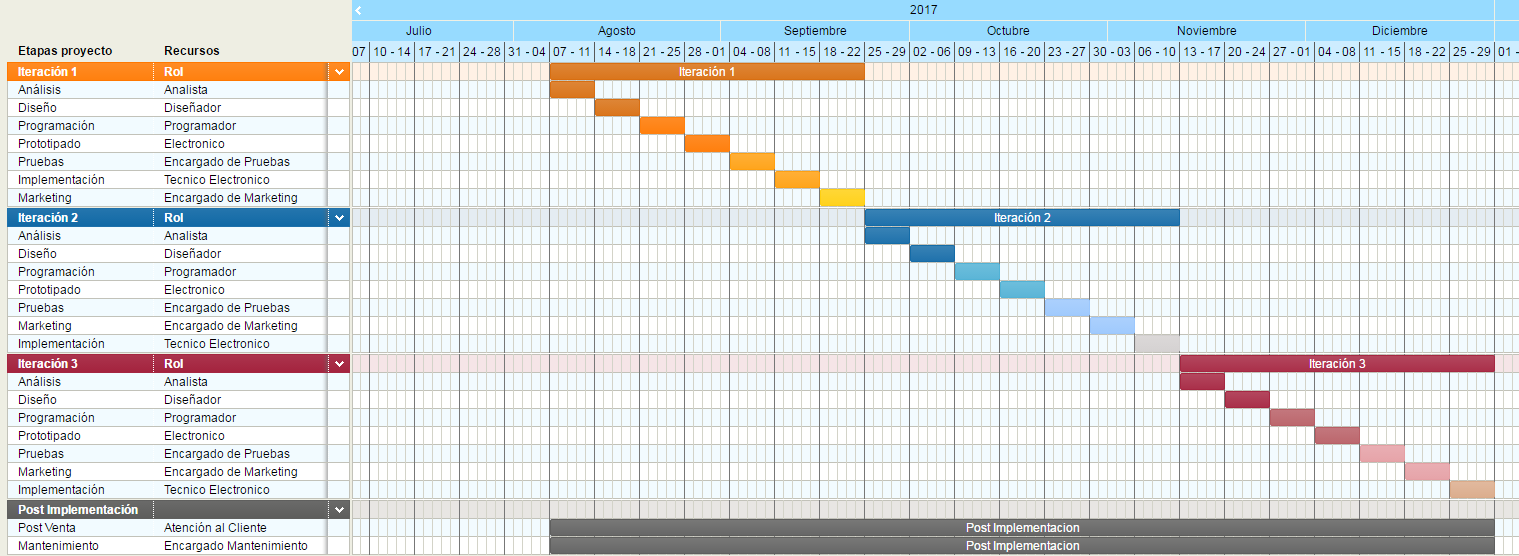 2017
Julio Agosto Septiembre Octubre Noviembre Diciembre
Etapas proyecto Recursos 07 10 - 14 17 - 21 24 - 28 31 - 04 07 - 11 14 - 18 21 - 25 28 - 01 04 - 08 11 - 15 18 - 22 25 - 29 02 - 06 09 - 13 16 - 20 23 - 27 30 - 03 06 - 10 13 - 17 20 - 24 27 - 01 04 - 08 11 - 15 18 - 22 25 - 29 01 -
Iteración 1 Rol Iteración 1
Análisis Analista
Diseño Diseñador
Programación Programador
Prototipado Electronico
Pruebas Encargado de Pruebas
Implementación Tecnico Electronico
Marketing Encargado de Marketing
Iteración 2 Rol Iteración 2
Análisis Analista
Diseño Diseñador
Programación Programador
Prototipado Electronico
Pruebas Encargado de Pruebas
Marketing Encargado de Marketing
Implementación Tecnico Electronico
Iteración 3 Rol Iteración 3
Análisis Analista
Diseño Diseñador
Programación Programador
Prototipado Electronico
Pruebas Encargado de Pruebas
Marketing Encargado de Marketing
Implementación Tecnico Electronico
Post Implementación
Post Venta Atención al Cliente Post Implementacion
Mantenimiento Encargado Mantenimiento Post Implementacion